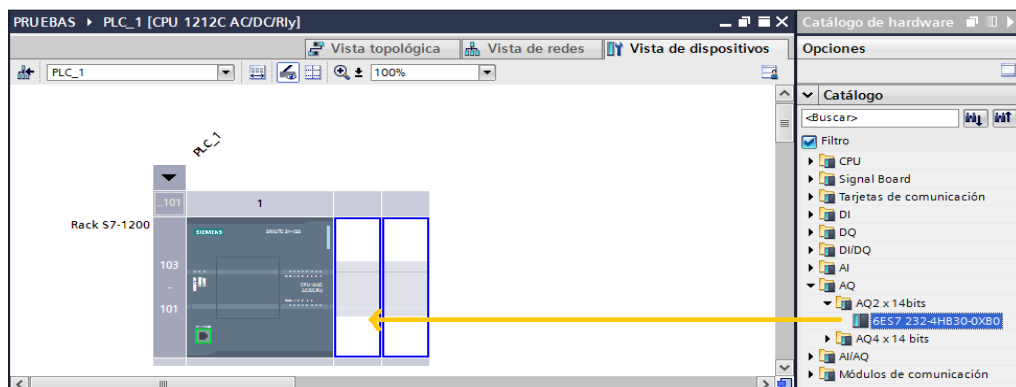 PRUEBAS ▸ PLC_1 [CPU 1212C AC/DC/Rly]
Vista topológica
Vista de redes
Vista de dispositivos
PLC_1
100%
PLC_1
..101
1
Rack S7-1200
SIEMENS
103
-
101
Catálogo de hardware
Opciones
Catálogo
<Buscar>
Filtro
CPU
Signal Board
Tarjetas de comunicación
DI
DQ
DI/DQ
AI
AQ
AQ2 x 14bits
6ES7 232-4HB30-0XB0
AQ4 x 14 bits
AI/AQ
Módulos de comunicación